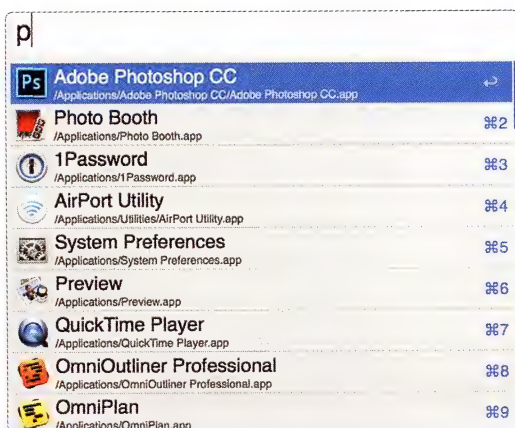 p
Ps Adobe Photoshop CC ↩
/Applications/Adobe Photoshop CC/Adobe Photoshop CC.app
Photo Booth ⌘2
/Applications/Photo Booth.app
1Password ⌘3
/Applications/1Password.app
AirPort Utility ⌘4
/Applications/Utilities/AirPort Utility.app
System Preferences ⌘5
/Applications/System Preferences.app
Preview ⌘6
/Applications/Preview.app
QuickTime Player ⌘7
/Applications/QuickTime Player.app
OmniOutliner Professional ⌘8
/Applications/OmniOutliner Professional.app
OmniPlan ⌘9
/Applications/OmniPlan.app